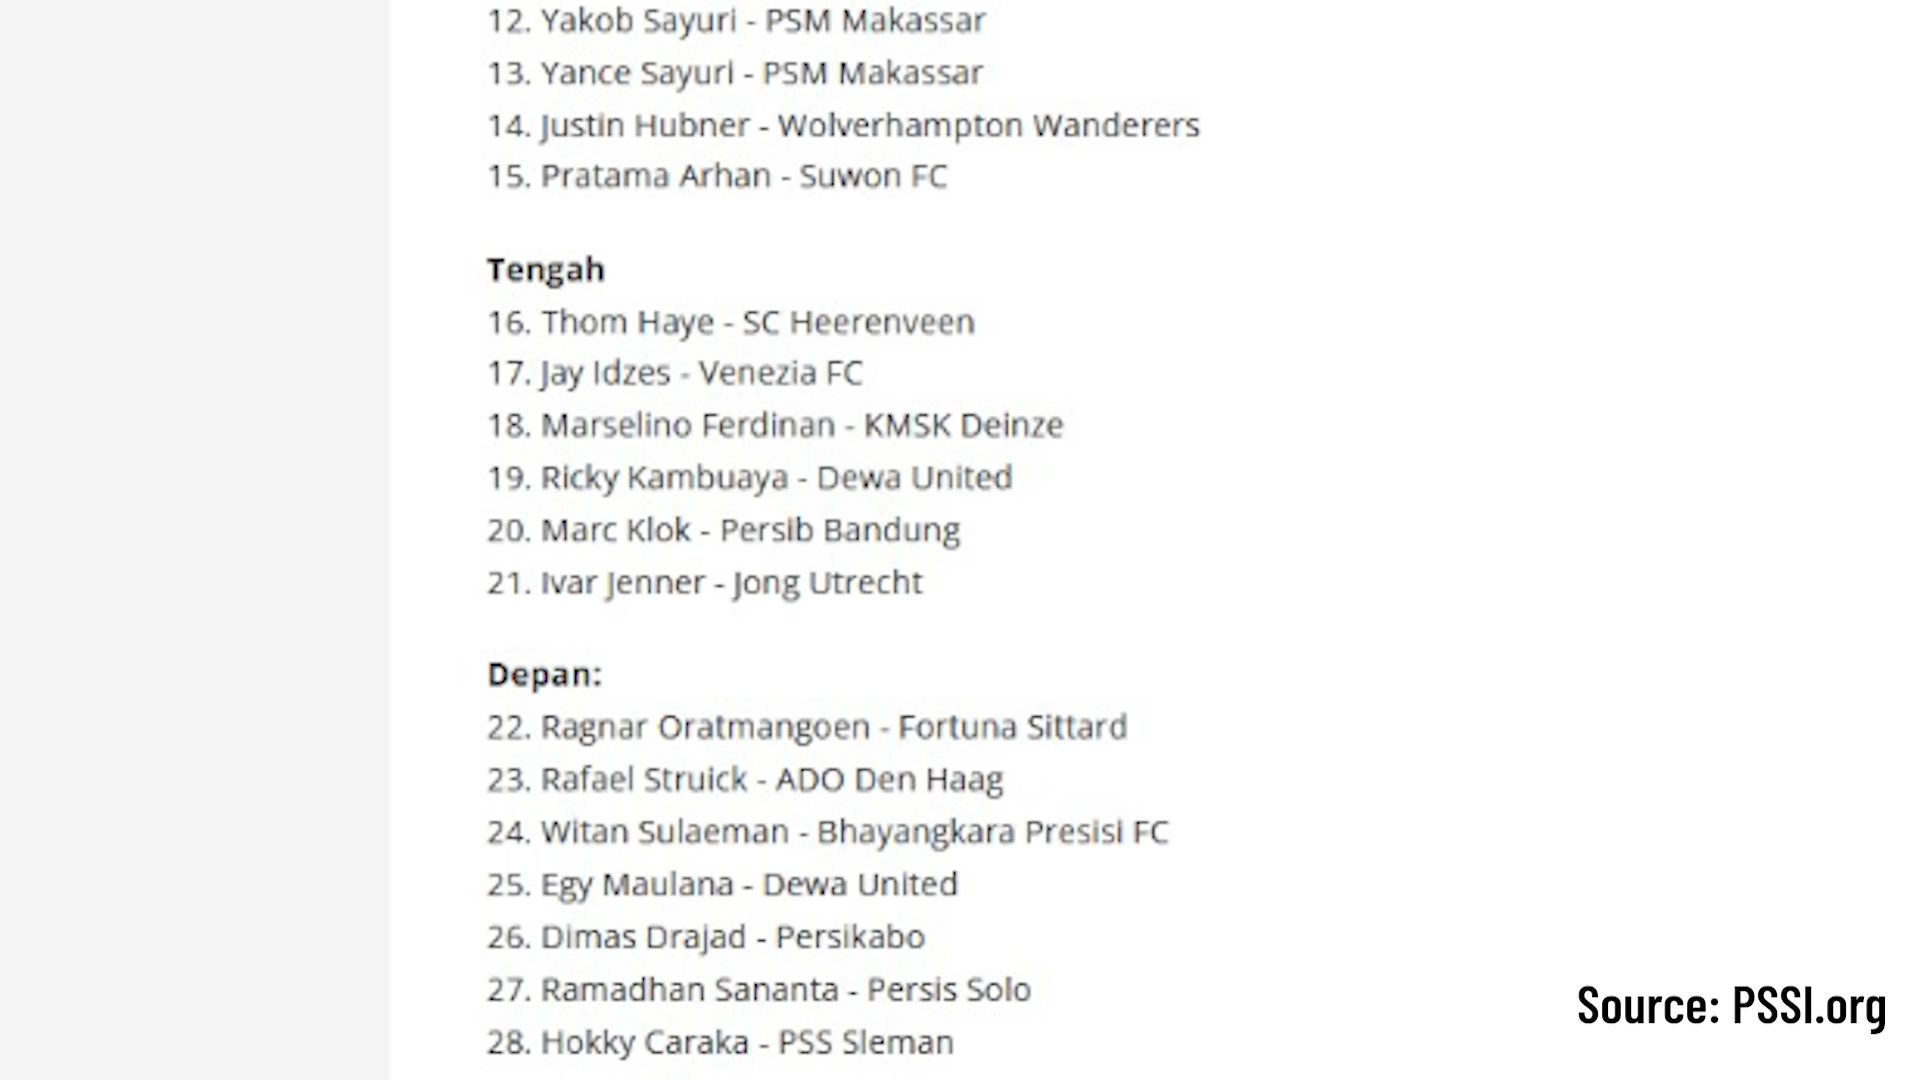 12. Yakob Sayuri - PSM Makassar
13. Yance Sayuri - PSM Makassar
14. Justin Hubner - Wolverhampton Wanderers
15. Pratama Arhan - Suwon FC
Tengah
16. Thom Haye - SC Heerenveen
17. Jay Idzes - Venezia FC
18. Marselino Ferdinan - KMSK Deinze
19. Ricky Kambuaya - Dewa United
20. Marc Klok - Persib Bandung
21. Ivar Jenner - Jong Utrecht
Depan:
22. Ragnar Oratmangoen - Fortuna Sittard
23. Rafael Struick - ADO Den Haag
24. Witan Sulaeman - Bhayangkara Presisi FC
25. Egy Maulana - Dewa United
26. Dimas Drajad - Persikabo
27. Ramadhan Sananta - Persis Solo
28. Hokky Caraka - PSS Sleman
Source: PSSI.org